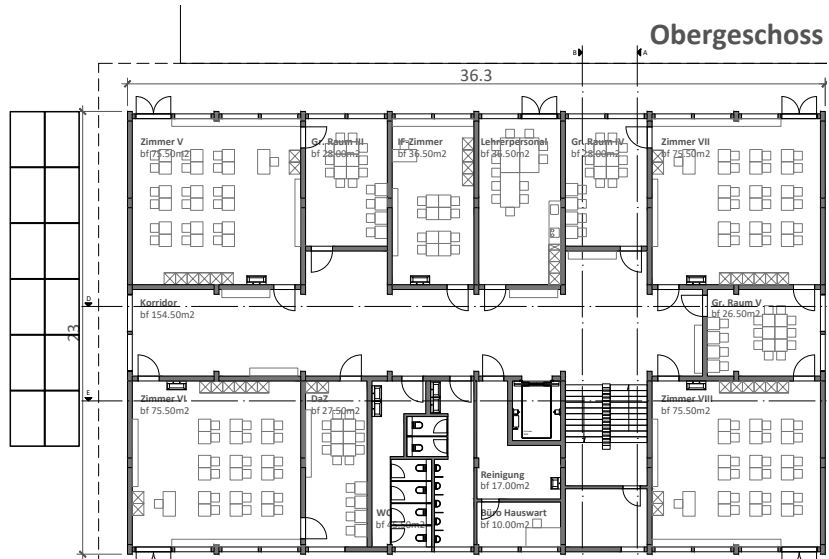 Obergeschoss
B
A
36.3
Zimmer V
bf 75.50m2
Gr. Raum III
bf 28.00m2
IF-Zimmer
bf 36.50m2
Lehrerpersonal
bf 36.50m2
Gr. Raum IV
bf 28.00m2
Zimmer VII
bf 75.50m2
D
Korridor
bf 154.50m2
Gr. Raum V
bf 26.50m2
23
E
Zimmer VI
bf 75.50m2
DaZ
bf 27.50m2
Zimmer VIII
bf 75.50m2
Reinigung
bf 17.00m2
WC
Büro Hauswart
bf 10.00m2